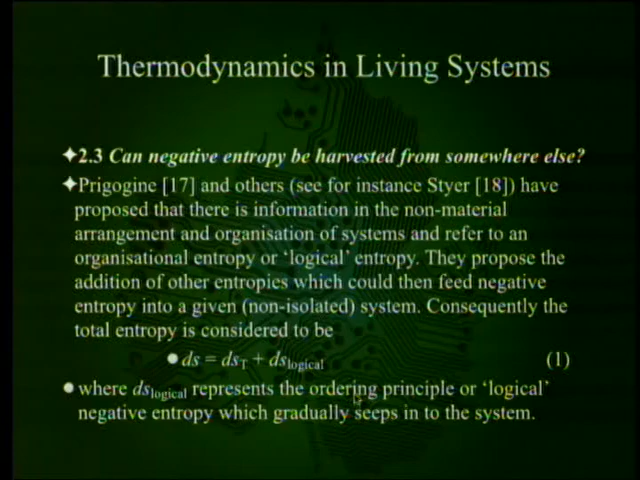 Thermodynamics in Living Systems
✦2.3 Can negative entropy be harvested from somewhere else?
✦Prigogine [17] and others (see for instance Styer [18]) have
proposed that there is information in the non-material
arrangement and organisation of systems and refer to an
organisational entropy or ‘logical’ entropy. They propose the
addition of other entropies which could then feed negative
entropy into a given (non-isolated) system. Consequently the
total entropy is considered to be
● ds = dsT + dslogical (1)
● where dslogical represents the ordering principle or ‘logical’
negative entropy which gradually seeps in to the system.